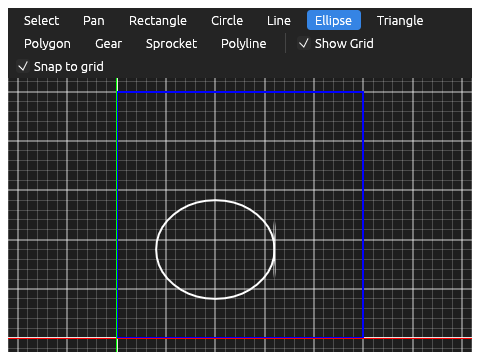 Select Pan Rectangle Circle Line Ellipse Triangle
Polygon Gear Sprocket Polyline Show Grid
Snap to grid